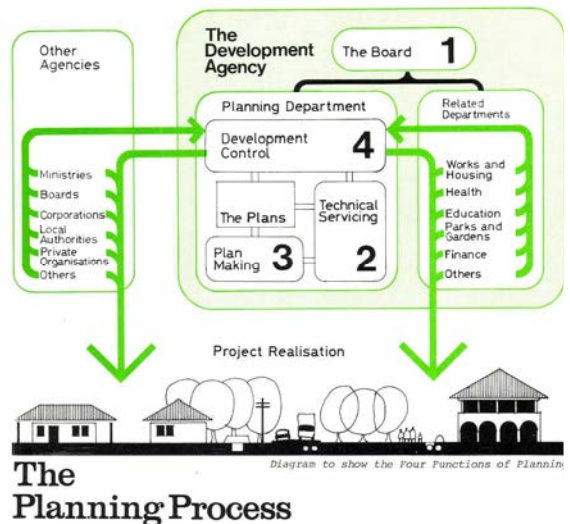 Other
Agencies
The
Development
Agency
The Board 1
Planning Department
Related
Departments
Development
Control 4
Ministries
Boards
Corporations
Local
Authorities
Private
Organisations
Others
The Plans
Technical
Servicing
2
Plan
Making 3
Works and
Housing
Health
Education
Parks and
Gardens
Finance
Others
Project Realisation
Diagram to show the Four Functions of Planning
The
Planning Process